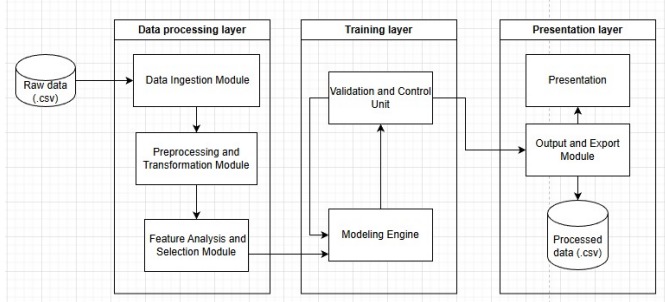 Data processing layer
Training layer
Presentation layer
Raw data
(.csv)
Data Ingestion Module
Validation and Control
Unit
Presentation
Preprocessing and
Transformation Module
Output and Export
Module
Feature Analysis and
Selection Module
Modeling Engine
Processed
data (.csv)